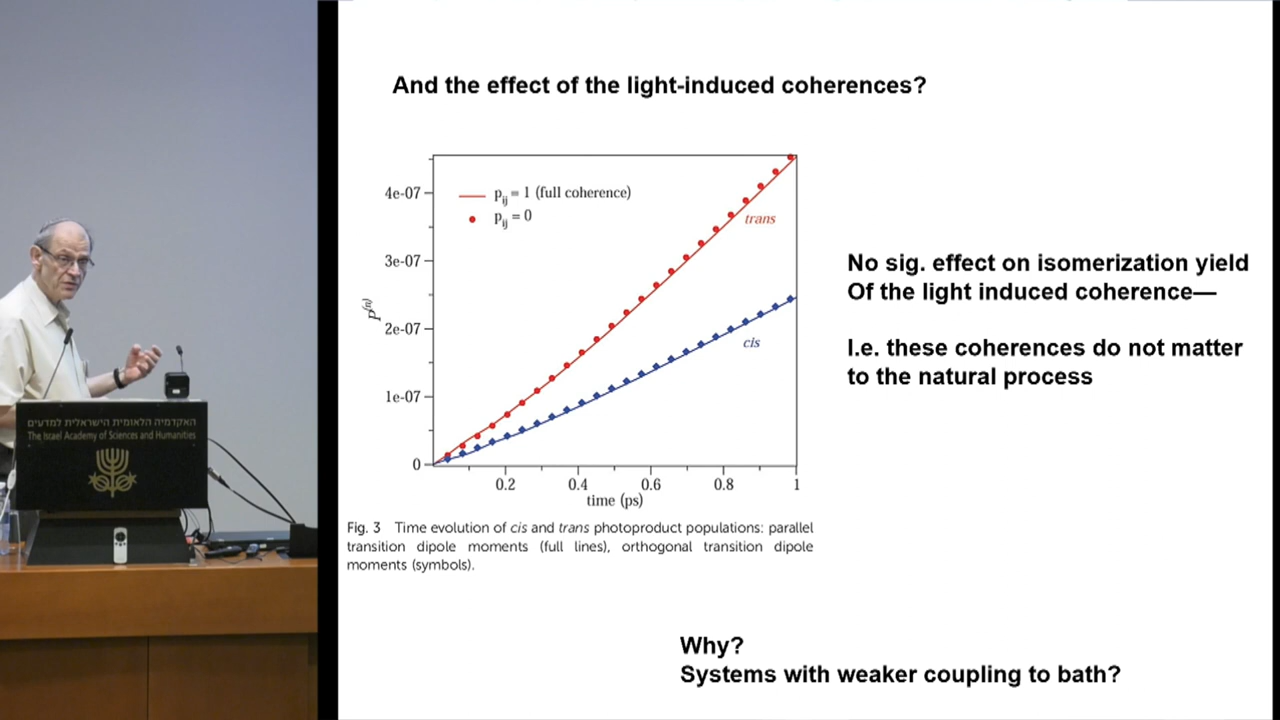 And the effect of the light-induced coherences?
4e-07
3e-07
2e-07
1e-07
0
P(n)
p_ij = 1 (full coherence)
p_ij = 0
trans
cis
0.2 0.4 0.6 0.8 1
time (ps)
Fig. 3 Time evolution of cis and trans photoproduct populations: parallel
transition dipole moments (full lines), orthogonal transition dipole
moments (symbols).
No sig. effect on isomerization yield
Of the light induced coherence—
I.e. these coherences do not matter
to the natural process
Why?
Systems with weaker coupling to bath?
האקדמיה הלאומית הישראלית למדעים
The Israel Academy of Sciences and Humanities